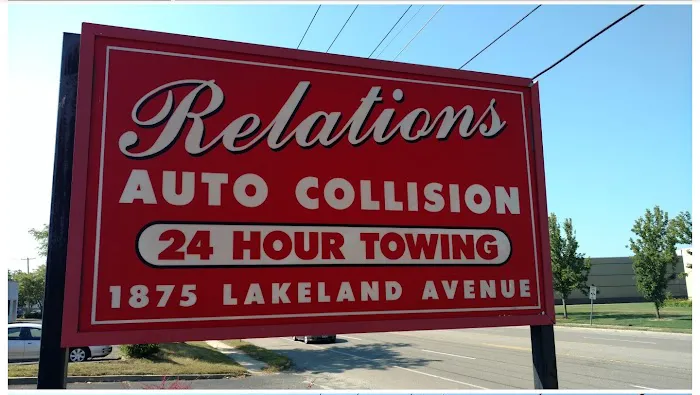 Relations
AUTO COLLISION
24 HOUR TOWING
1875 LAKELAND AVENUE